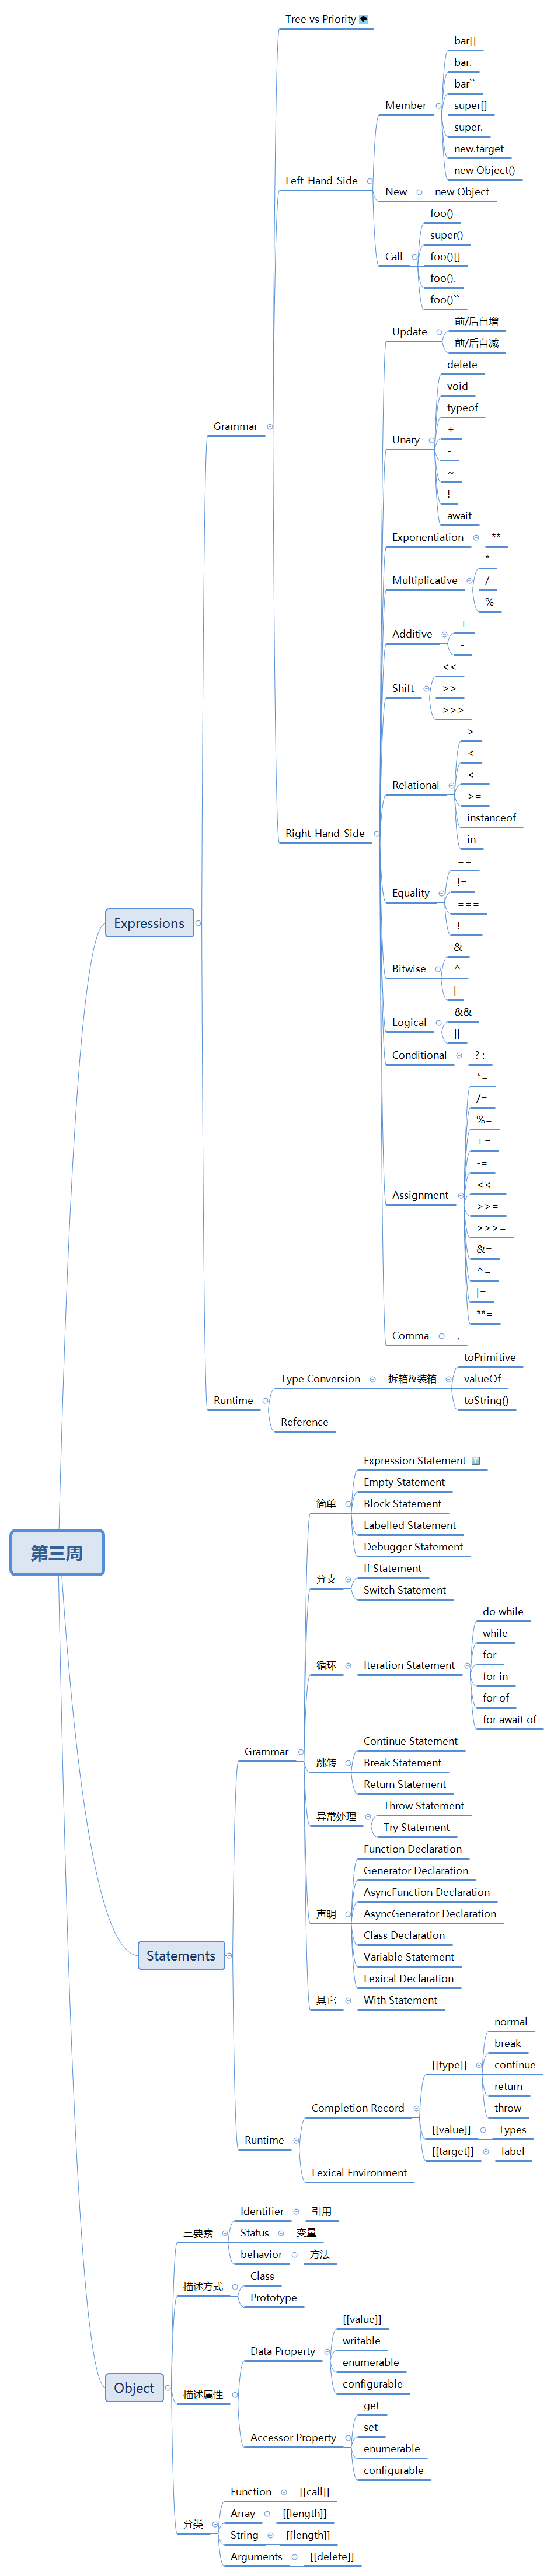 第三周
Expressions
Grammar
Tree vs Priority
Left-Hand-Side
Member
bar[]
bar.
bar``
super[]
super.
new.target
new Object()
New
new Object
Call
foo()
super()
foo()[]
foo().
foo()``
Right-Hand-Side
Update
前/后自增
前/后自减
Unary
delete
void
typeof
+
-
~
!
await
Exponentiation
**
Multiplicative
*
/
%
Additive
+
-
Shift
<<
>>
>>>
Relational
>
<
<=
>=
instanceof
in
Equality
==
!=
===
!==
Bitwise
&
^
|
Logical
&&
||
Conditional
? :
Assignment
*=
/=
%=
+=
-=
<<=
>>=
>>>=
&=
^=
|=
**=
Comma
,
Runtime
Type Conversion
拆箱&装箱
toPrimitive
valueOf
toString()
Reference
Statements
Grammar
简单
Expression Statement
Empty Statement
Block Statement
Labelled Statement
Debugger Statement
分支
If Statement
Switch Statement
循环
Iteration Statement
do while
while
for
for in
for of
for await of
跳转
Continue Statement
Break Statement
Return Statement
异常处理
Throw Statement
Try Statement
声明
Function Declaration
Generator Declaration
AsyncFunction Declaration
AsyncGenerator Declaration
Class Declaration
Variable Statement
Lexical Declaration
其它
With Statement
Runtime
Completion Record
[[type]]
normal
break
continue
return
throw
[[value]]
Types
[[target]]
label
Lexical Environment
Object
三要素
Identifier
引用
Status
变量
behavior
方法
描述方式
Class
Prototype
描述属性
Data Property
[[value]]
writable
enumerable
configurable
Accessor Property
get
set
enumerable
configurable
分类
Function
[[call]]
Array
[[length]]
String
[[length]]
Arguments
[[delete]]